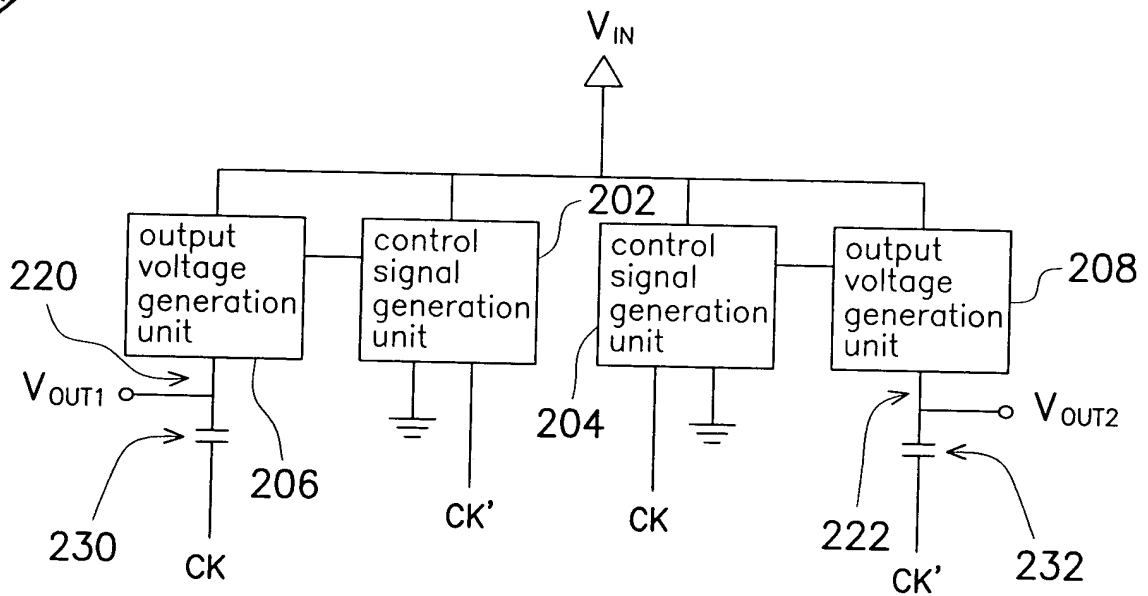 V_IN
202
output voltage generation unit
control signal generation unit
control signal generation unit
output voltage generation unit
208
220
V_OUT1
204
V_OUT2
206
230
CK'
CK
222
232
CK
CK'